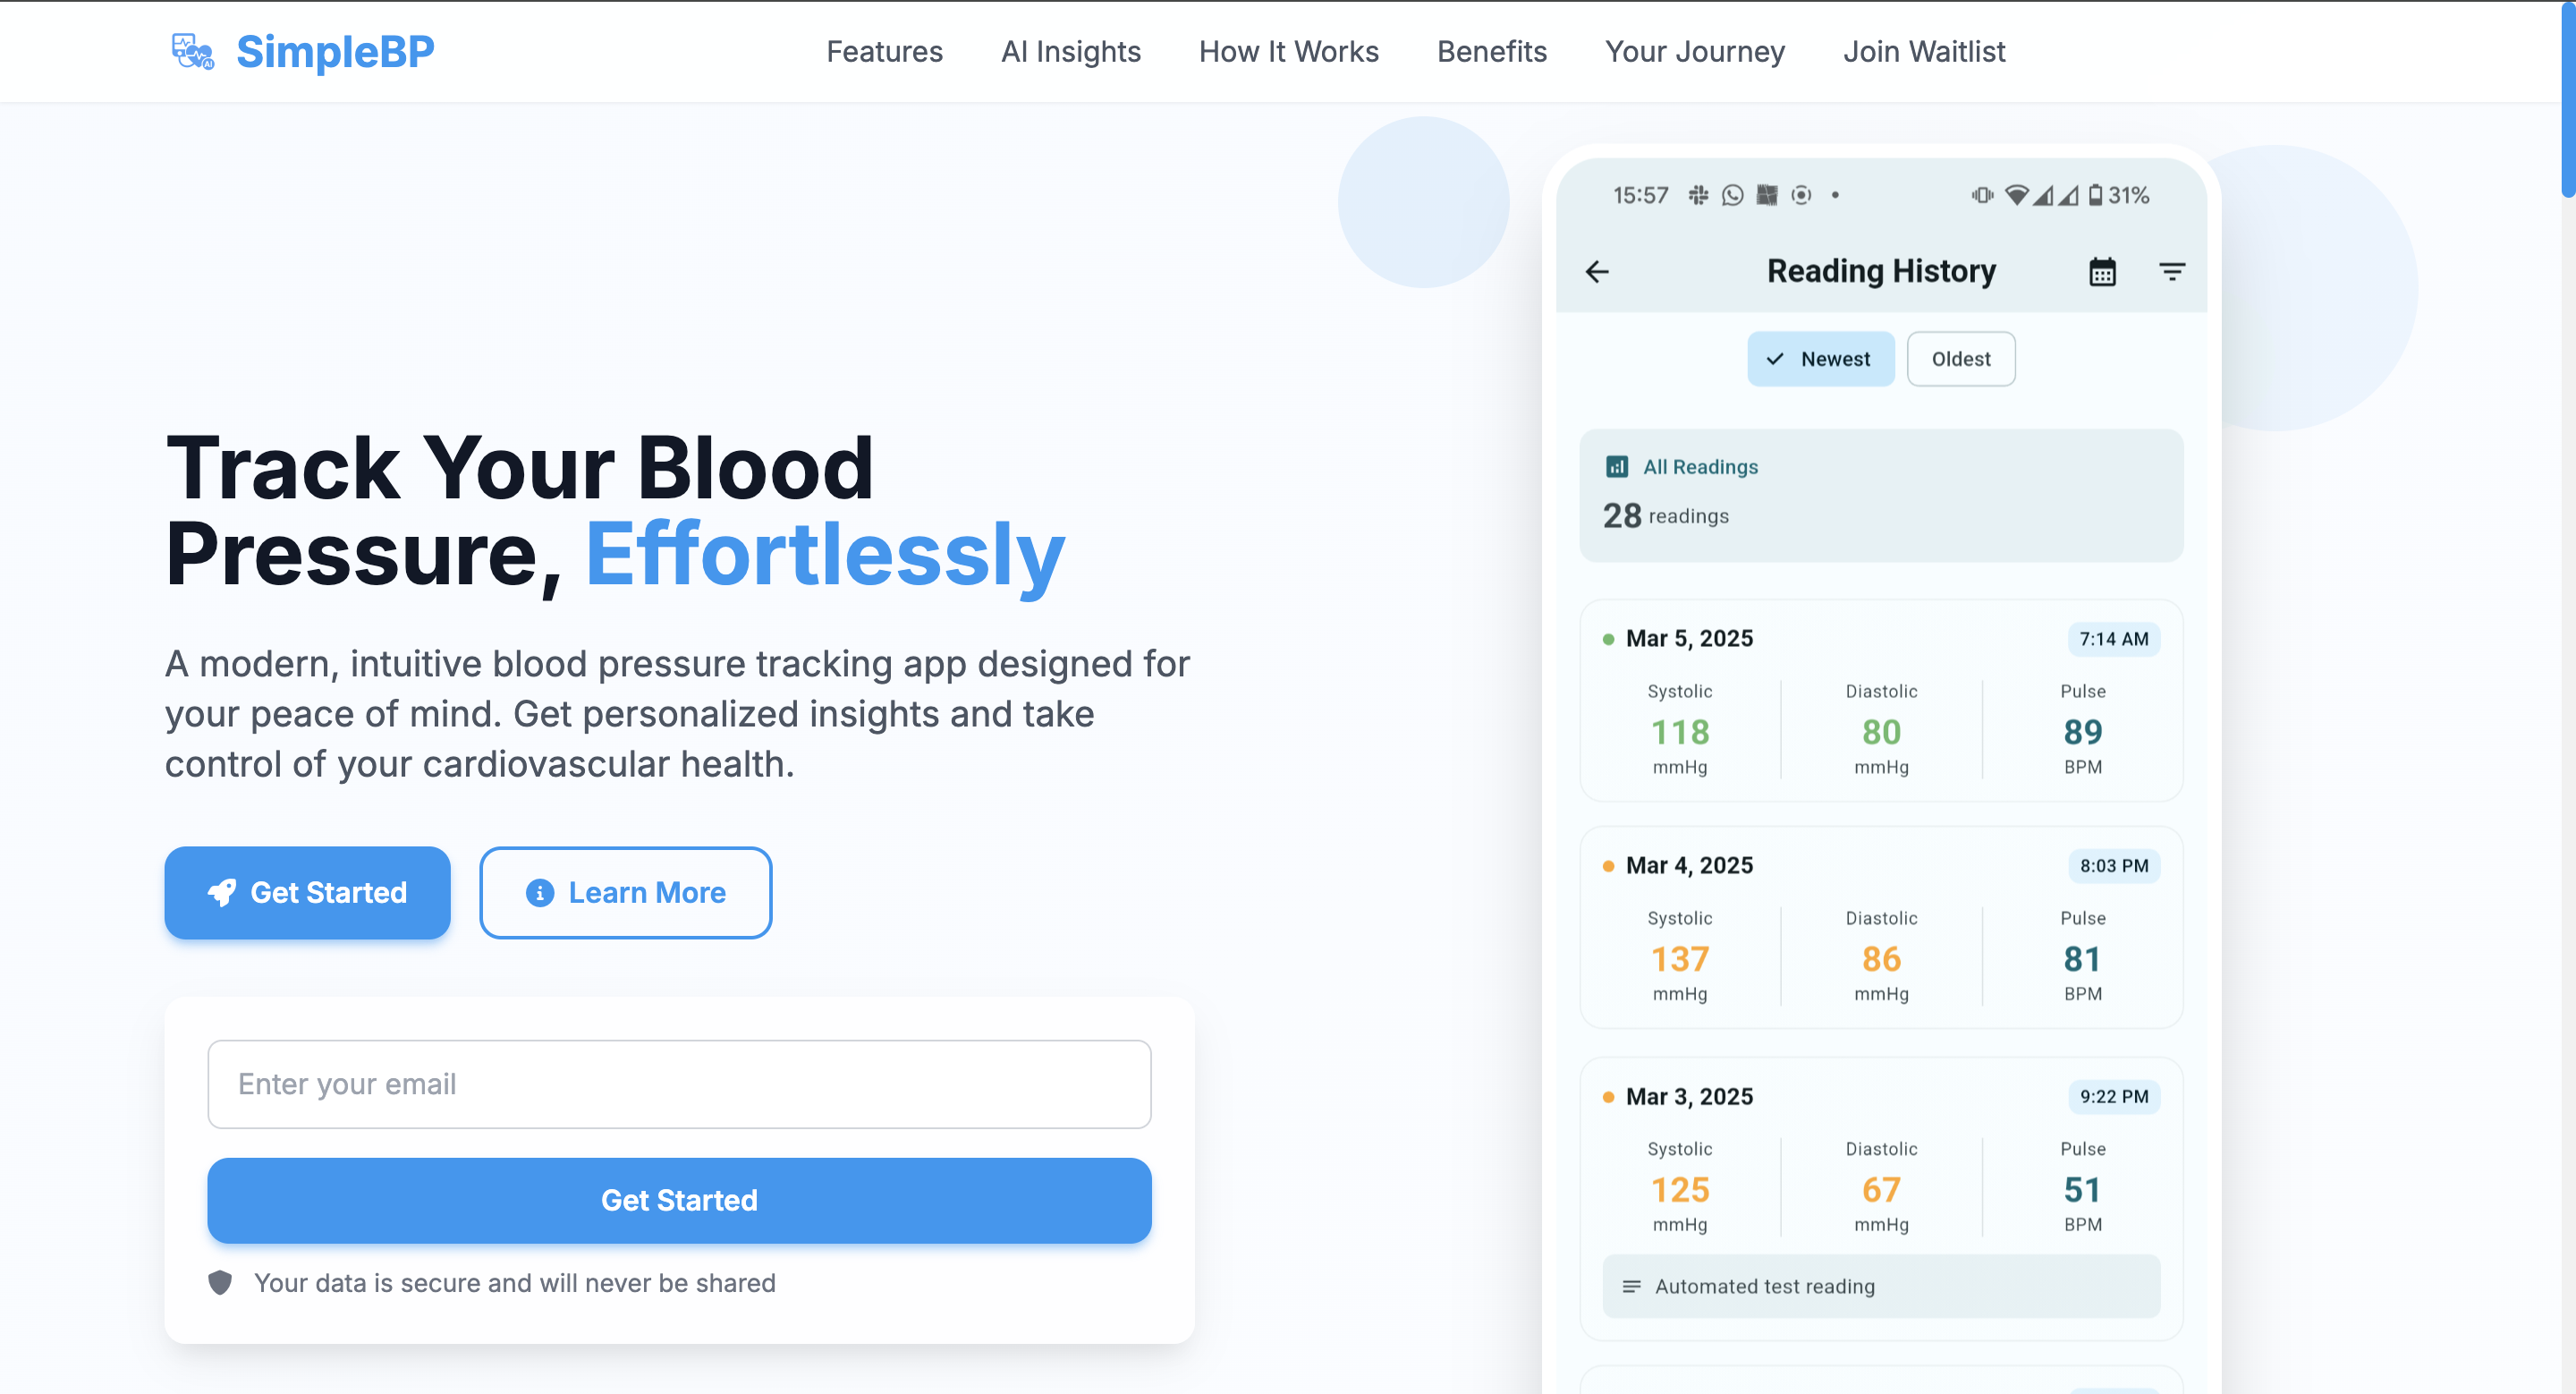 SimpleBP
Features
AI Insights
How It Works
Benefits
Your Journey
Join Waitlist
Track Your Blood
Pressure, Effortlessly
A modern, intuitive blood pressure tracking app designed for
your peace of mind. Get personalized insights and take
control of your cardiovascular health.
Get Started
Learn More
Enter your email
Get Started
Your data is secure and will never be shared
15:57
31%
Reading History
Newest
Oldest
All Readings
28 readings
Mar 5, 2025
7:14 AM
Systolic
Diastolic
Pulse
118
80
89
mmHg
mmHg
BPM
Mar 4, 2025
8:03 PM
Systolic
Diastolic
Pulse
137
86
81
mmHg
mmHg
BPM
Mar 3, 2025
9:22 PM
Systolic
Diastolic
Pulse
125
67
51
mmHg
mmHg
BPM
Automated test reading